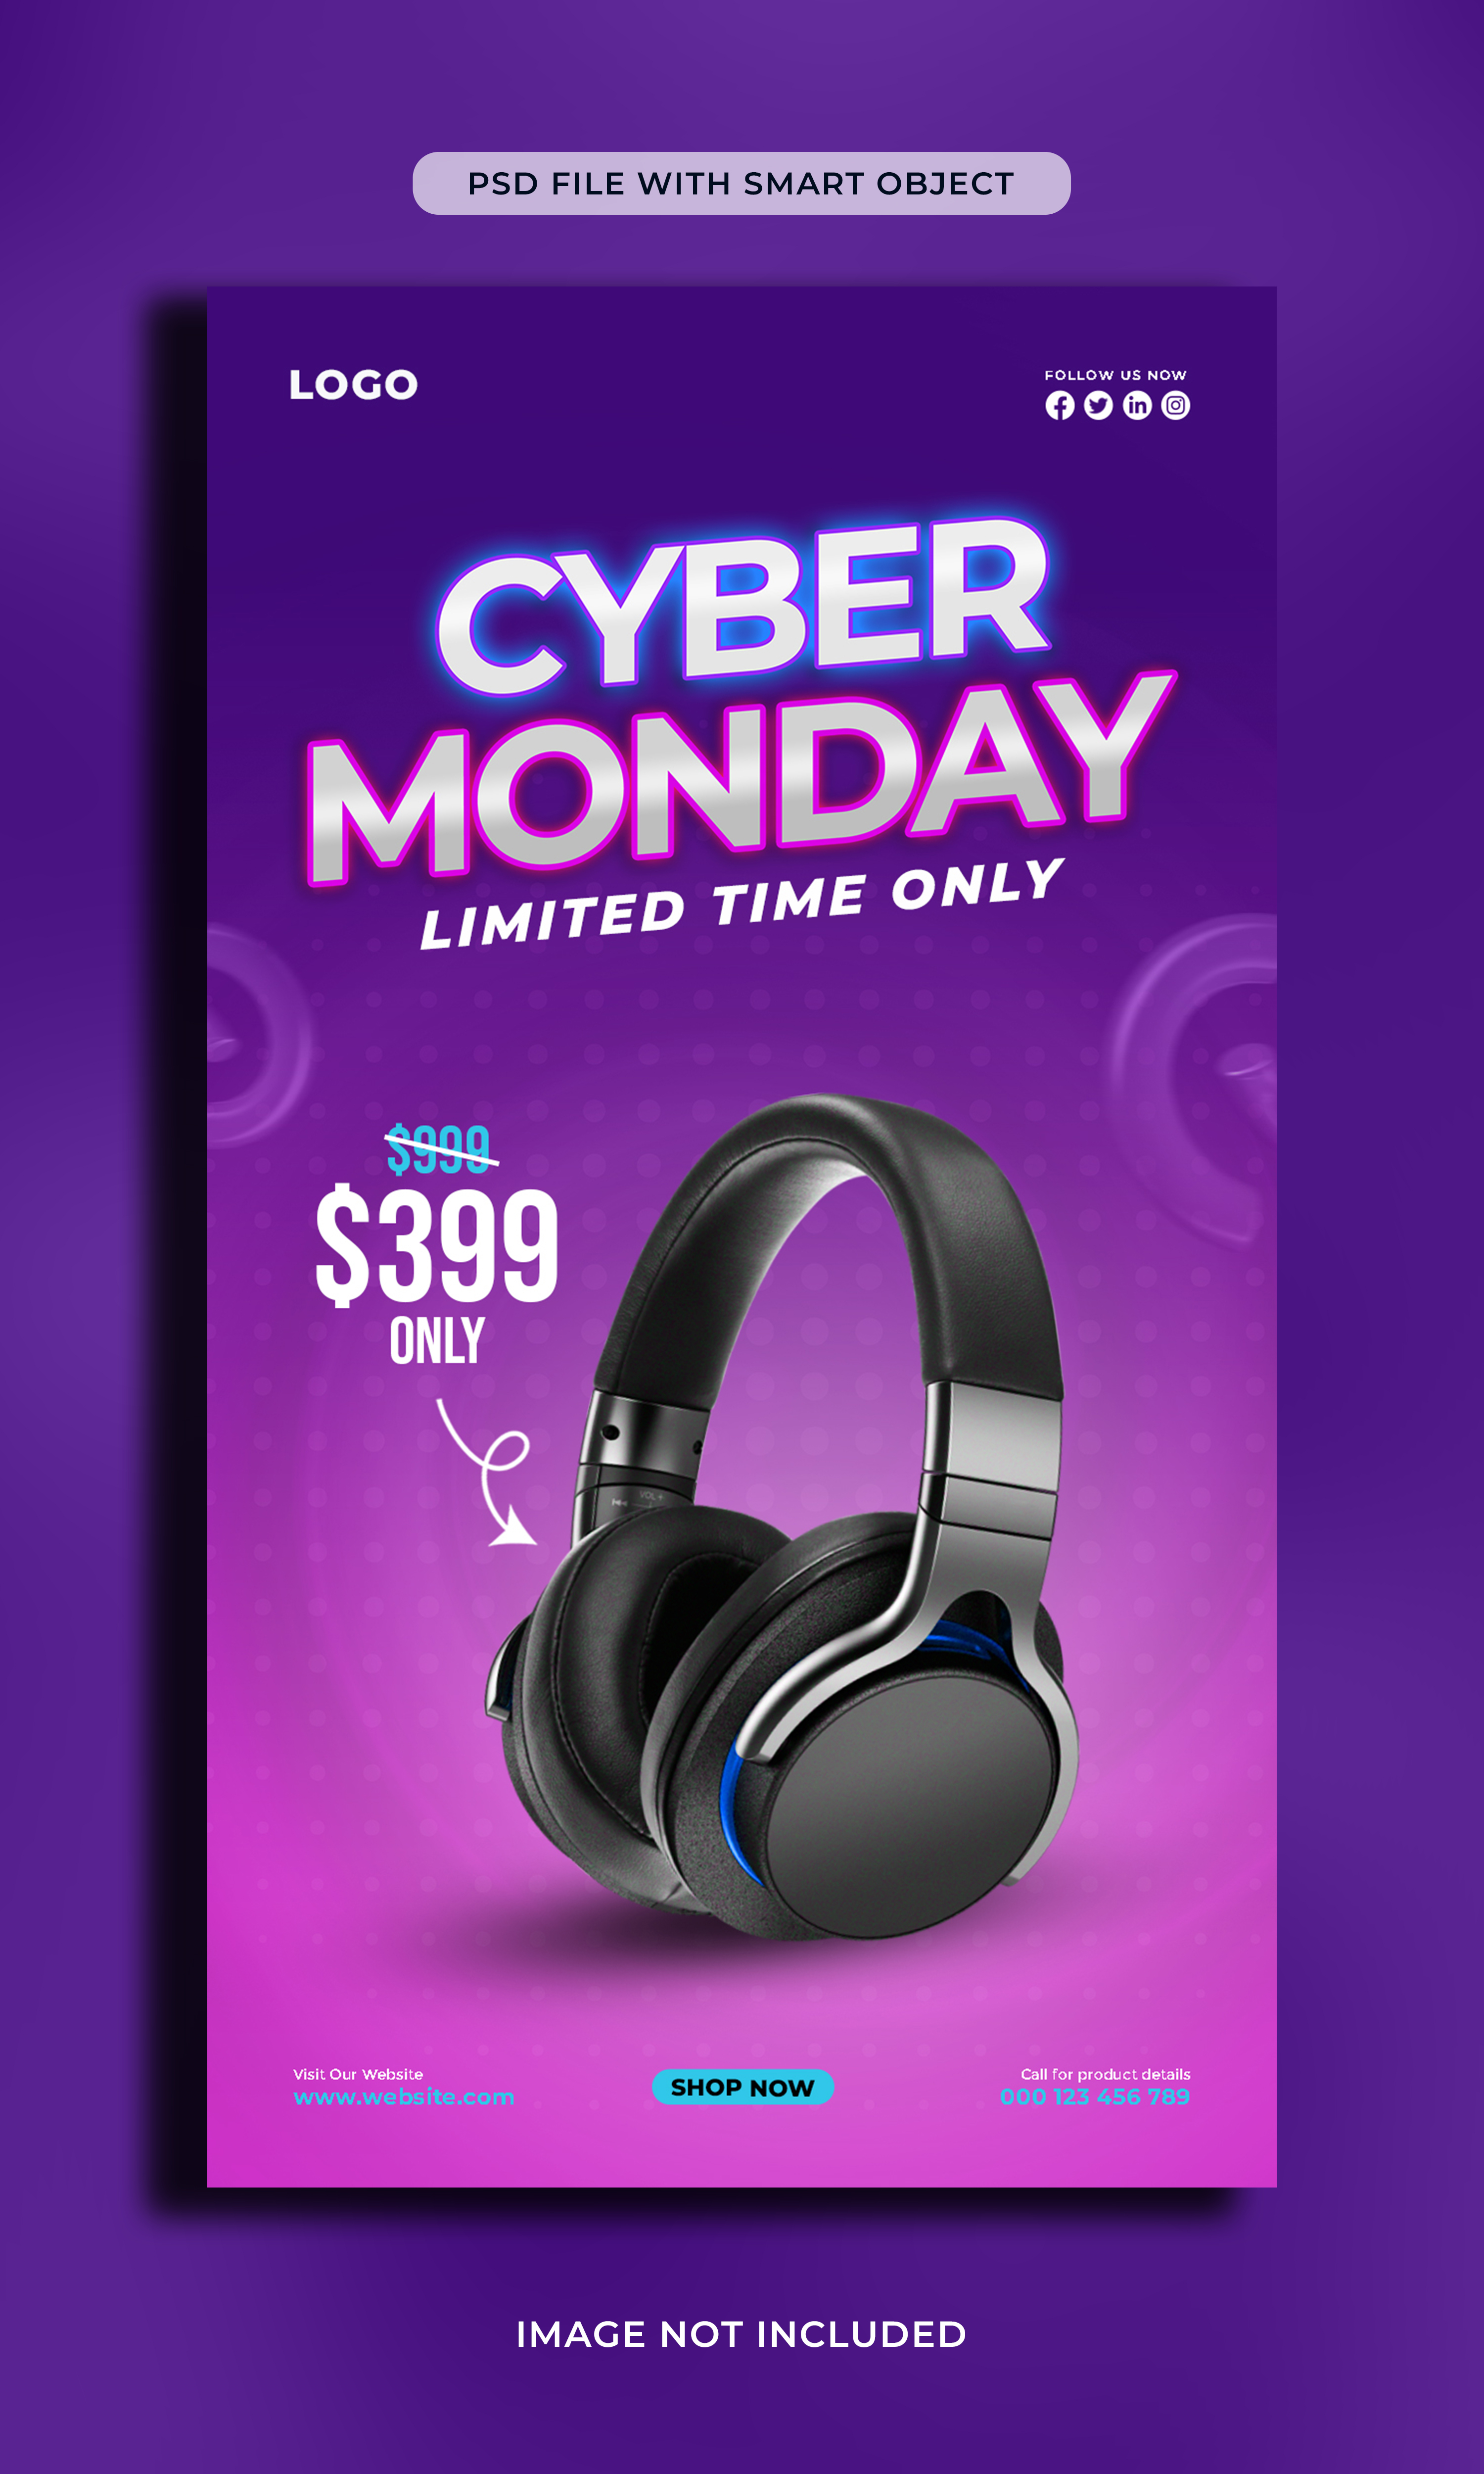 PSD FILE WITH SMART OBJECT
LOGO
FOLLOW US NOW
CYBER
MONDAY
LIMITED TIME ONLY
$999
$399
ONLY
VOL +
Visit Our Website
www.website.com
SHOP NOW
Call for product details
000 123 456 789
IMAGE NOT INCLUDED